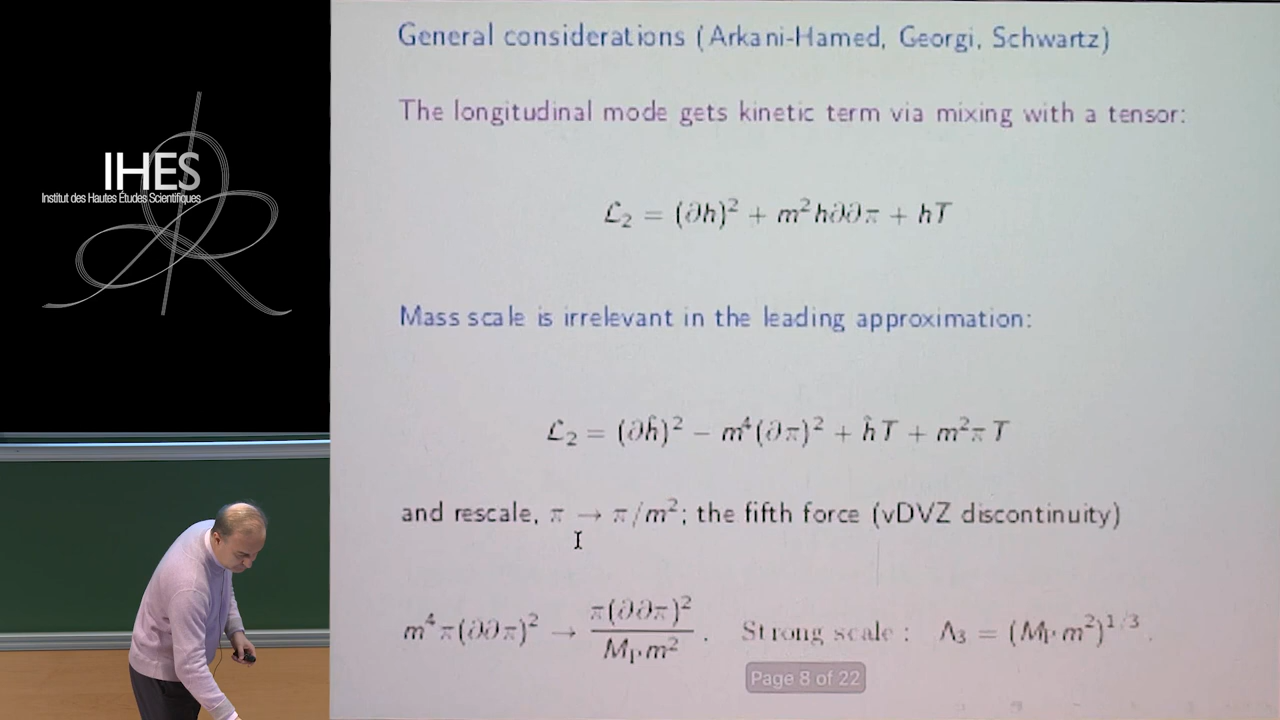 IHES
Institut des Hautes Études Scientifiques
General considerations (Arkani-Hamed, Georgi, Schwartz)
The longitudinal mode gets kinetic term via mixing with a tensor:
ℒ₂ = (∂h)² + m²h∂∂π + hT
Mass scale is irrelevant in the leading approximation:
ℒ₂ = (∂ĥ)² − m⁴(∂π)² + ĥT + m²πT
and rescale, π → π/m²; the fifth force (vDVZ discontinuity)
m⁴π(∂∂π)² → π(∂∂π)² / M_P m² . Strong scale : Λ₃ = (M_P m²)^{1/3} .
Page 8 of 22